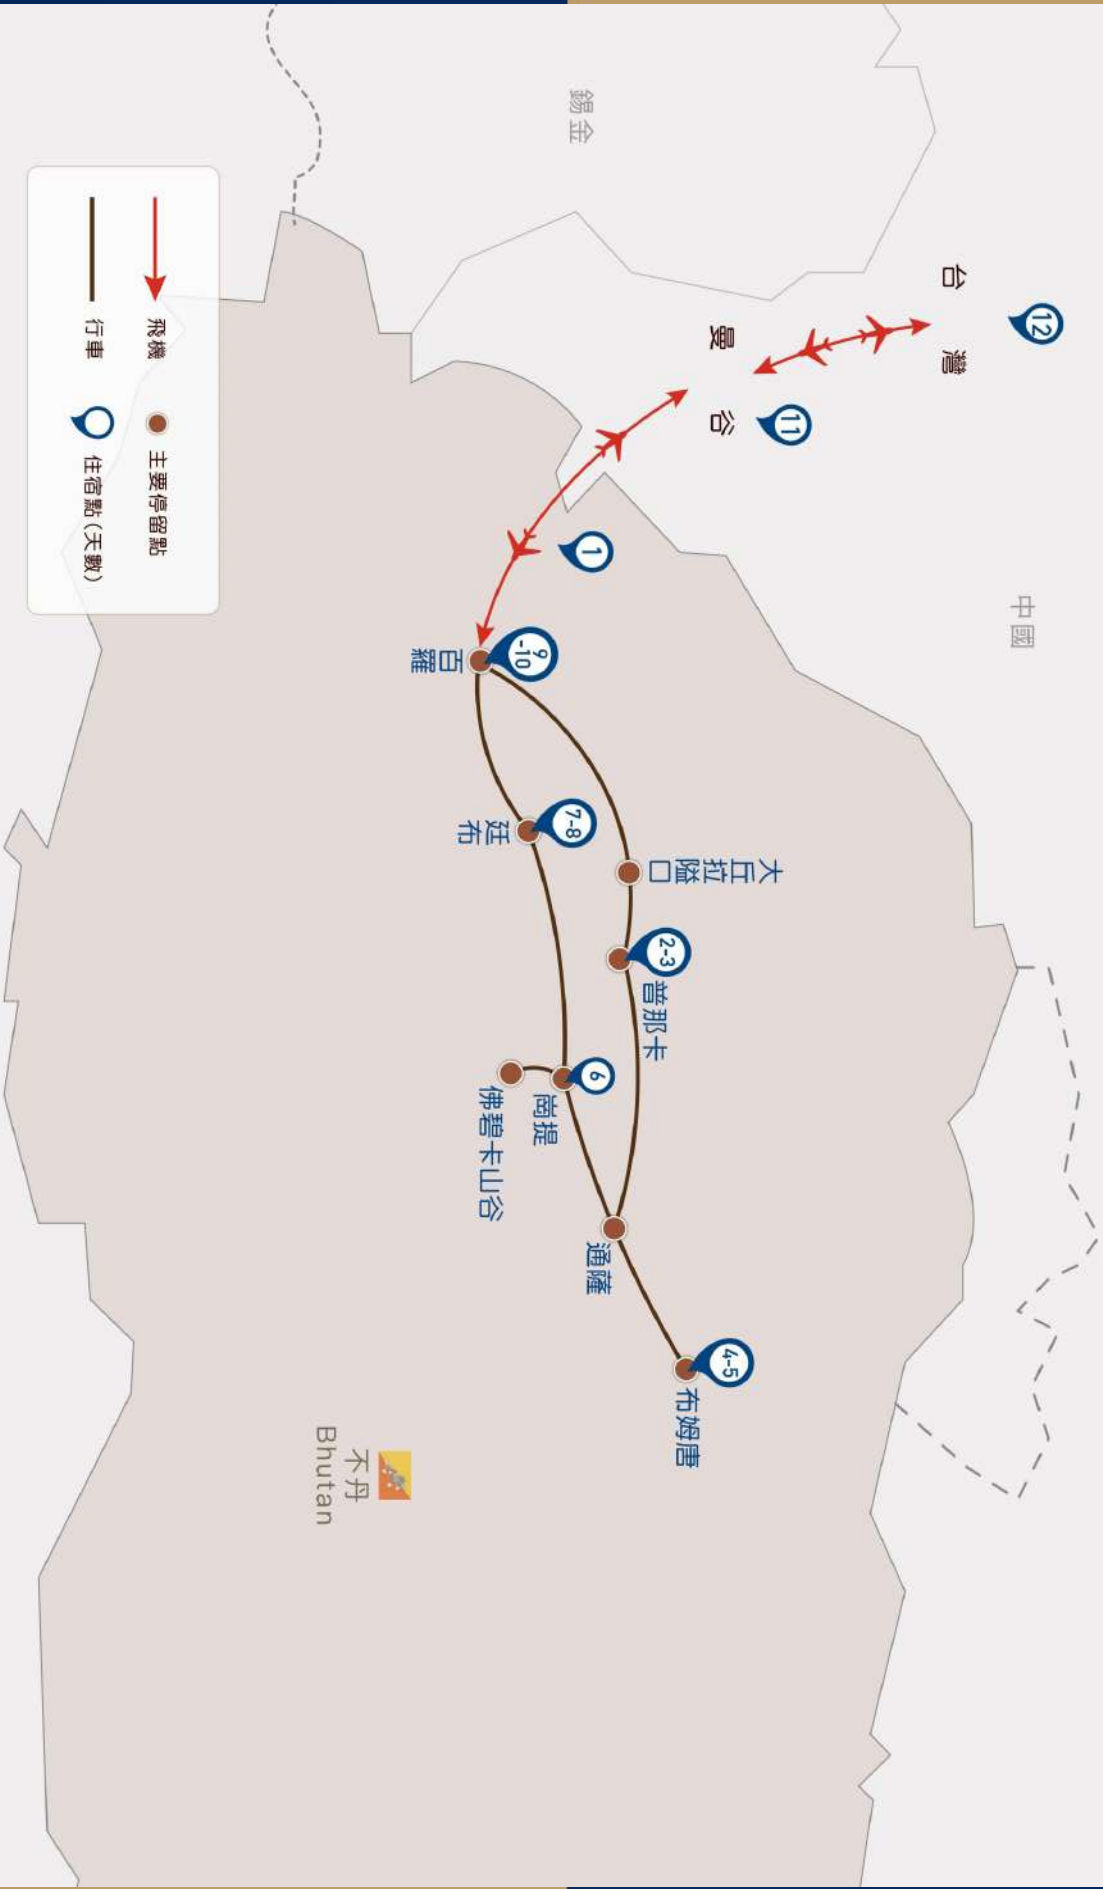 12
中國
台灣
4-5
布姆唐
曼谷
11
大丘拉隘口
2-3
普那卡
1
錫金
6
通薩
7-8
崗提
9-10
廷布
佛碧卡山谷
百羅
不丹
Bhutan
飛機
主要停留點
行車
住宿點(天數)